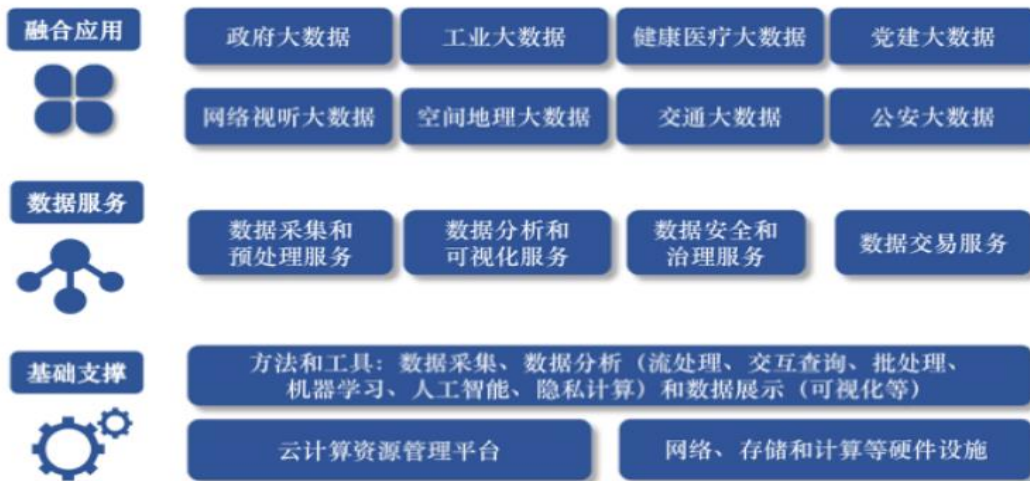 融合应用
政府大数据
工业大数据
健康医疗大数据
党建大数据
网络视听大数据
空间地理大数据
交通大数据
公安大数据
数据服务
数据采集和
预处理服务
数据分析和
可视化服务
数据安全和
治理服务
数据交易服务
基础支撑
方法和工具：数据采集、数据分析（流处理、交互查询、批处理、
机器学习、人工智能、隐私计算）和数据展示（可视化等）
云计算资源管理平台
网络、存储和计算等硬件设施